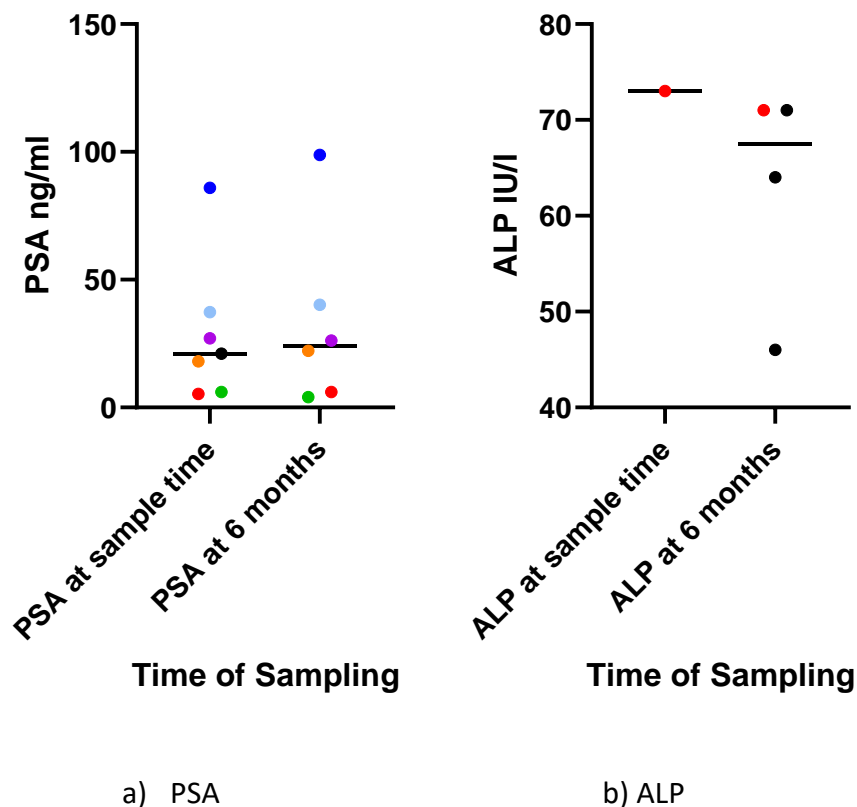 PSA ng/ml
150
100
50
0
PSA at sample time
PSA at 6 months
Time of Sampling
ALP IU/l
80
70
60
50
40
ALP at sample time
ALP at 6 months
Time of Sampling
a) PSA
b) ALP